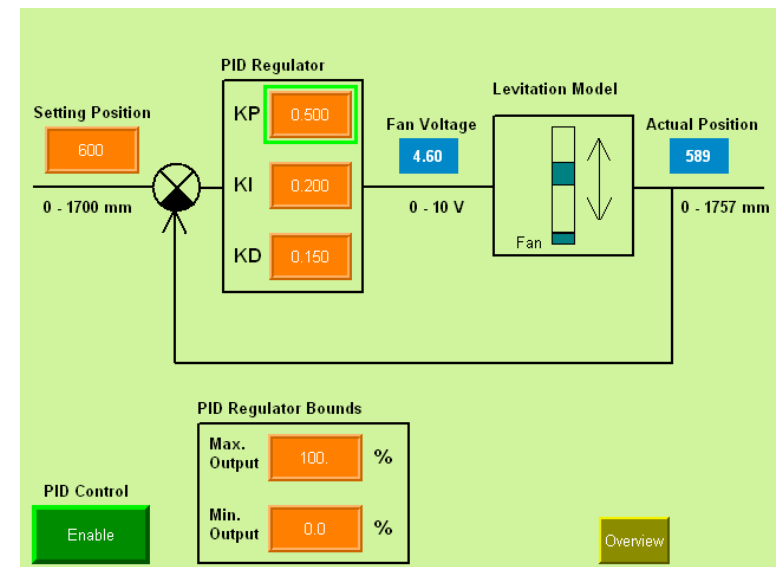 PID Regulator
Levitation Model
Setting Position
KP
0.500
Fan Voltage
Actual Position
600
4.60
589
KI
0.200
0 - 1700 mm
0 - 10 V
0 - 1757 mm
KD
0.150
Fan
PID Regulator Bounds
Max.
Output
100.
%
PID Control
Min.
Output
0.0
%
Enable
Overview